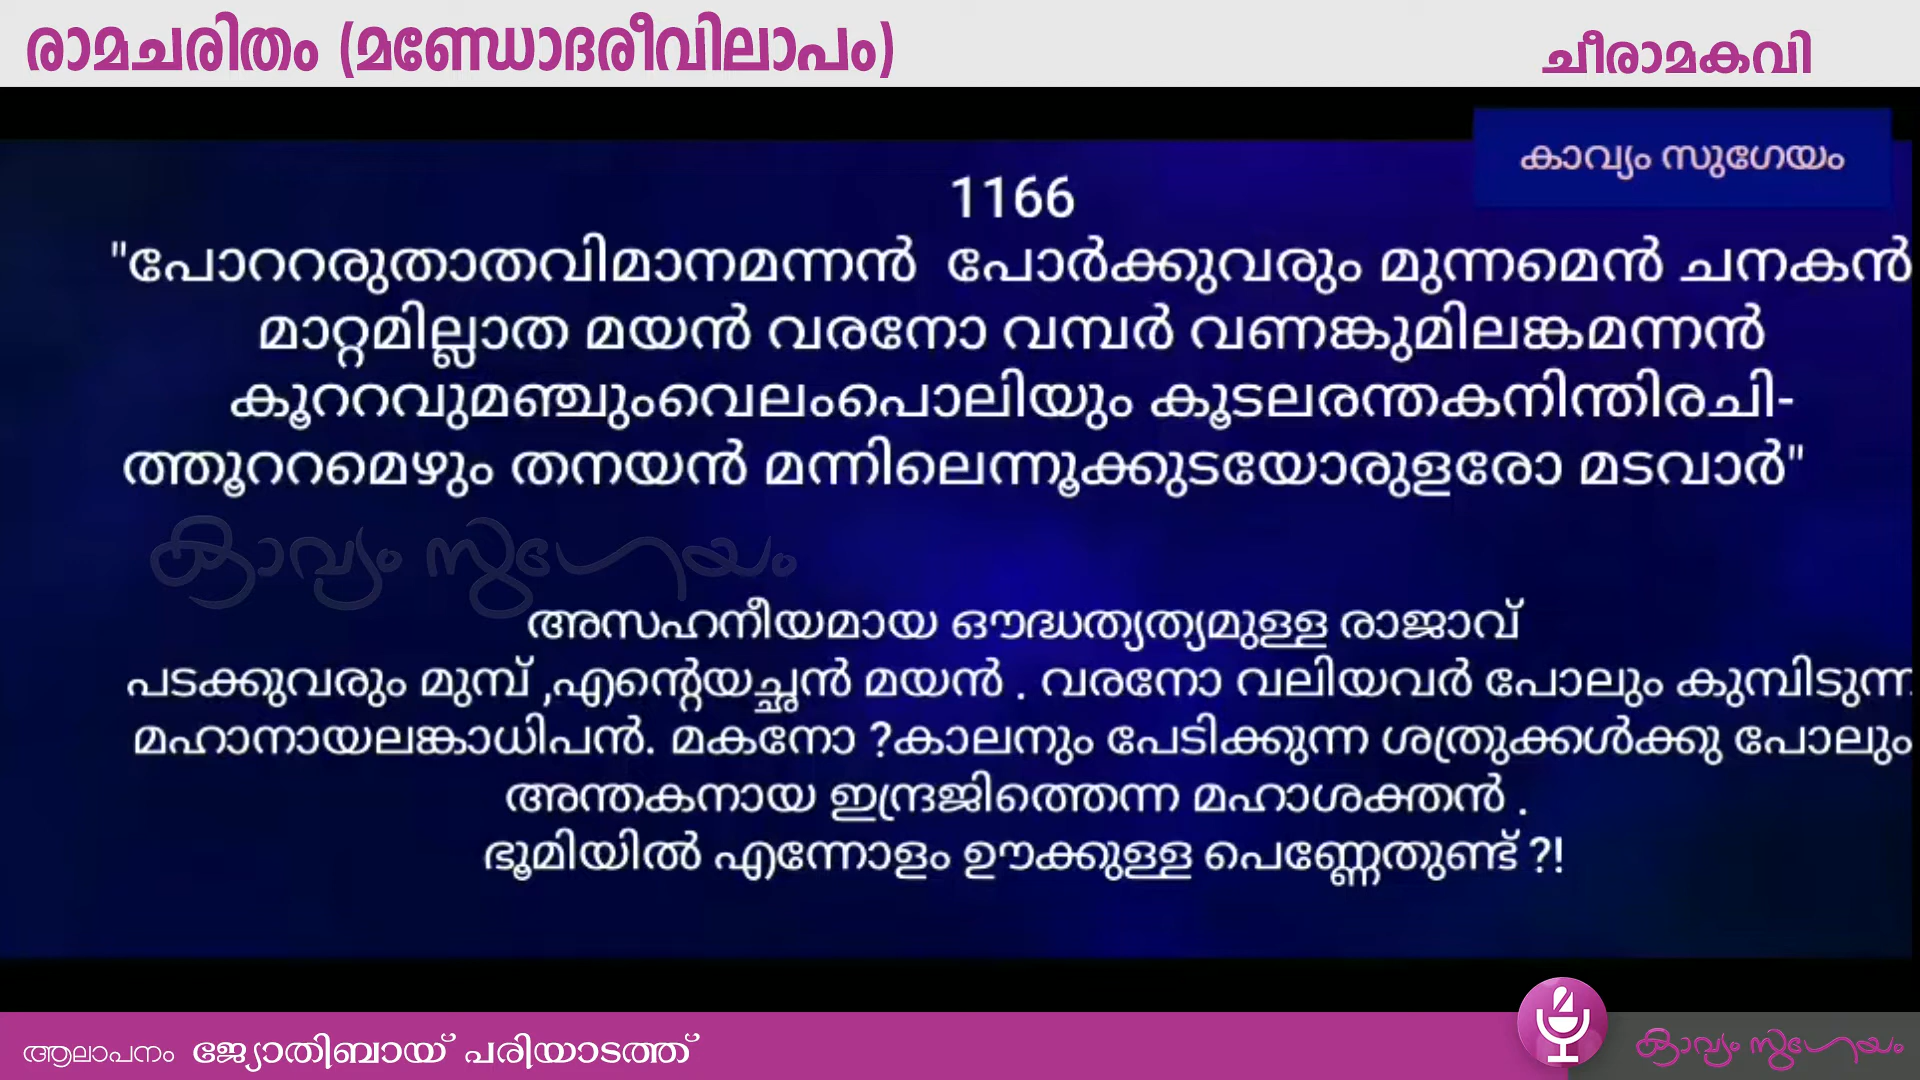 രാമചരിതം (മണ്ഡോദരീവിലാപം)
ചീരാമകവി
കാവ്യം സുഗേയം
1166
"പോററരുതാതവിമാനമന്നൻ പോർക്കുവരും മുന്നമെൻ ചനകൻ
മാറ്റമില്ലാത മയൻ വരനോ വമ്പർ വണങ്കുമിലങ്കമന്നൻ
കൂററവുമഞ്ചുംവെലംപൊലിയും കൂടലരന്തകനിന്തിരചി-
ത്തൂററമെഴും തനയൻ മന്നിലെന്നൂക്കുടയോരുളരോ മടവാർ"
കാവ്യം സുഗേയം
അസഹനീയമായ ഔദ്ധത്യത്യമുള്ള രാജാവ്
പടക്കുവരും മുമ്പ് ,എന്റെയച്ഛൻ മയൻ . വരനോ വലിയവർ പോലും കുമ്പിടുന്ന
മഹാനായലങ്കാധിപൻ. മകനോ ?കാലനും പേടിക്കുന്ന ശത്രുക്കൾക്കു പോലും
അന്തകനായ ഇന്ദ്രജിത്തെന്ന മഹാശക്തൻ .
ഭൂമിയിൽ എന്നോളം ഊക്കുള്ള പെണ്ണേതുണ്ട് ?!
ആലാപനം ജ്യോതിബായ് പരിയാടത്ത്
കാവ്യം സുഗേയം